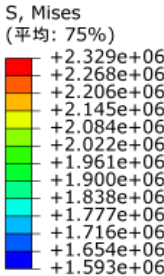 S, Mises
(平均: 75%)
+2.329e+06
+2.268e+06
+2.206e+06
+2.145e+06
+2.084e+06
+2.022e+06
+1.961e+06
+1.900e+06
+1.838e+06
+1.777e+06
+1.716e+06
+1.654e+06
+1.593e+06